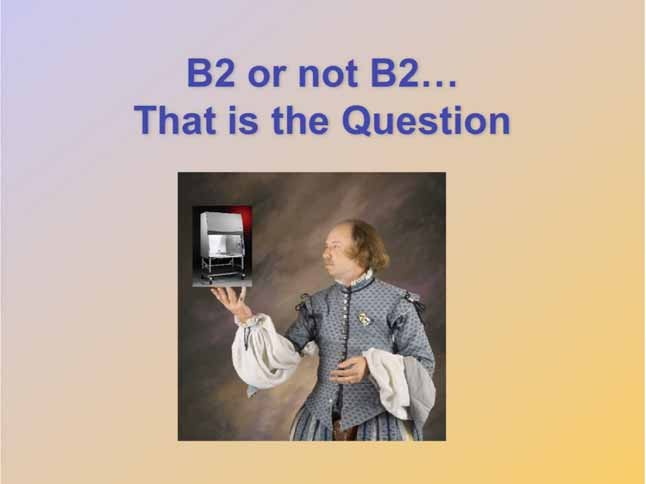 B2 or not B2…
That is the Question